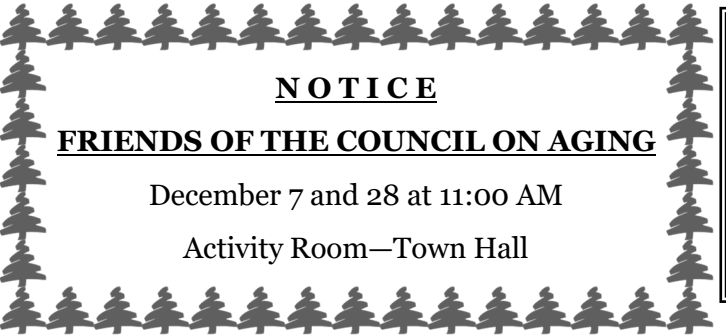 N O T I C E
FRIENDS OF THE COUNCIL ON AGING
December 7 and 28 at 11:00 AM
Activity Room—Town Hall